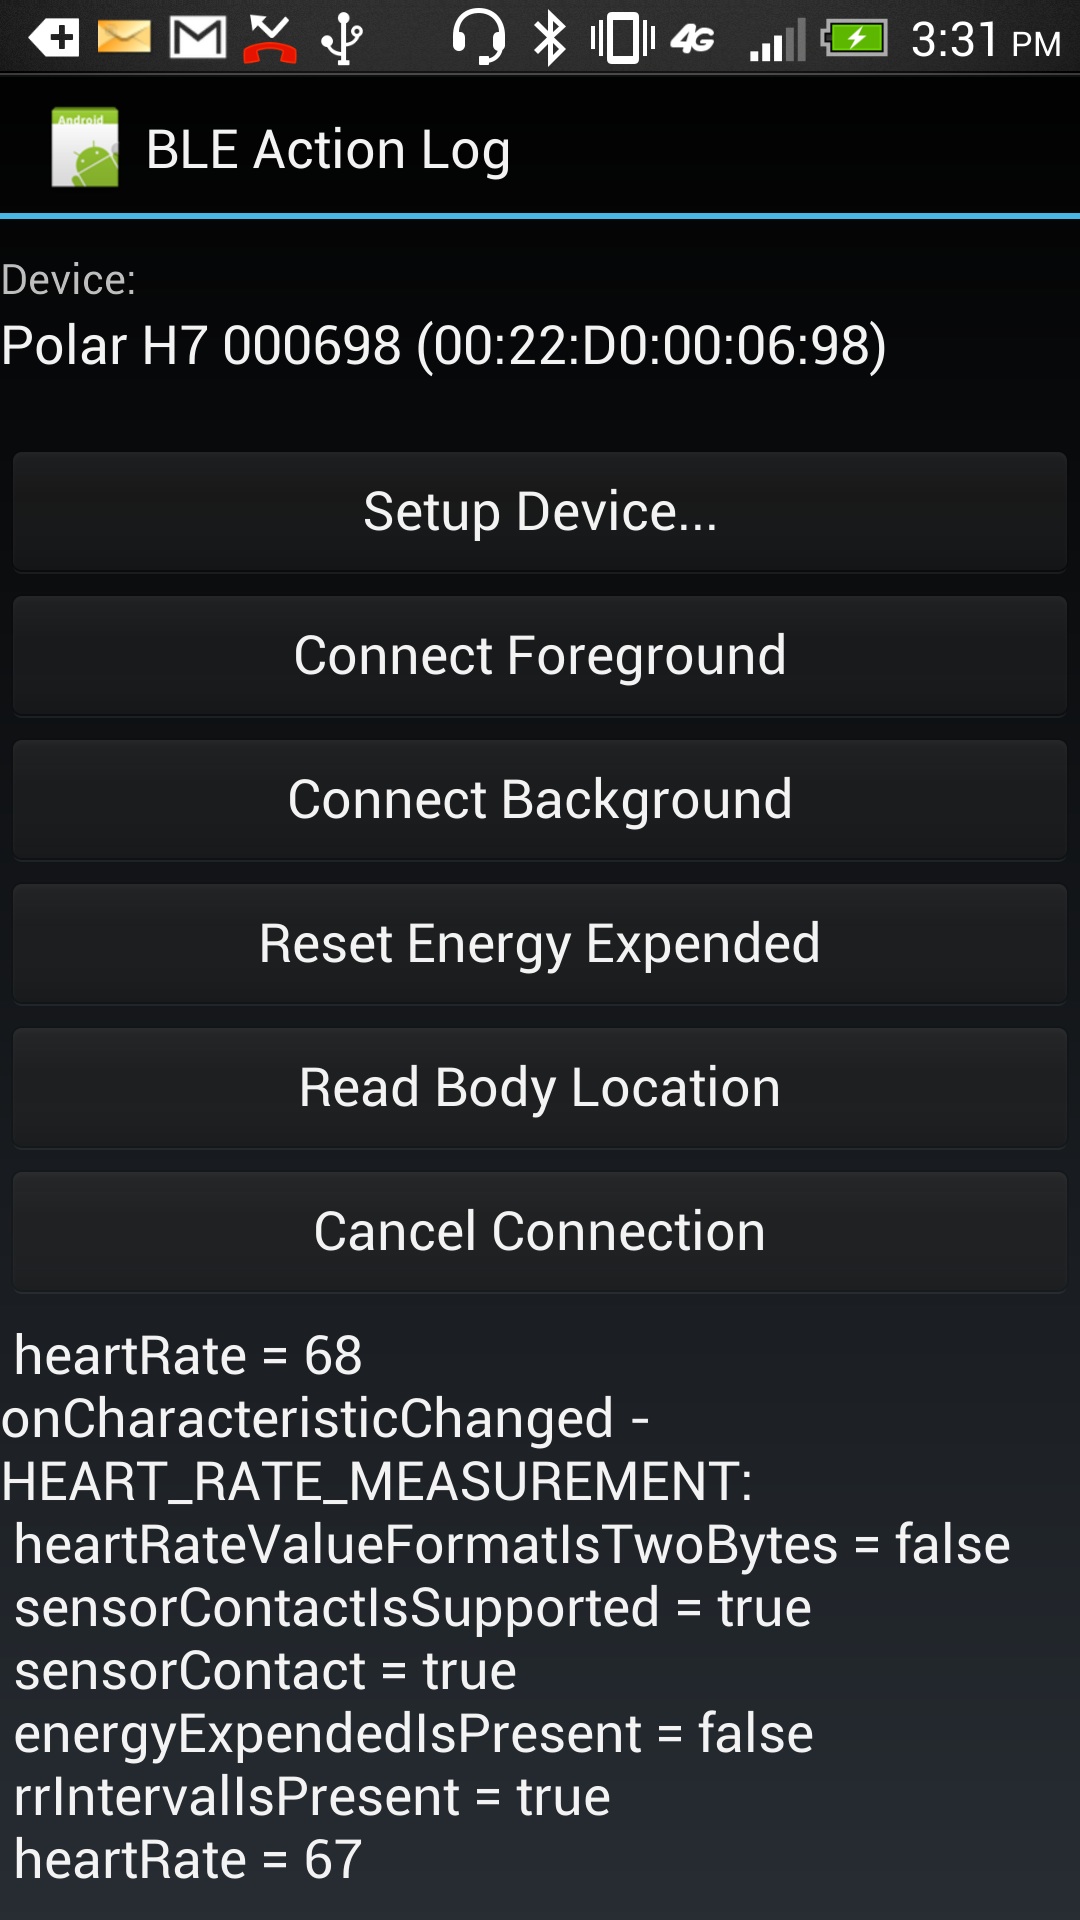 4G 3:31 PM
Android
BLE Action Log
Device:
Polar H7 000698 (00:22:D0:00:06:98)
Setup Device...
Connect Foreground
Connect Background
Reset Energy Expended
Read Body Location
Cancel Connection
heartRate = 68
onCharacteristicChanged -
HEART_RATE_MEASUREMENT:
heartRateValueFormatIsTwoBytes = false
sensorContactIsSupported = true
sensorContact = true
energyExpendedIsPresent = false
rrIntervalIsPresent = true
heartRate = 67